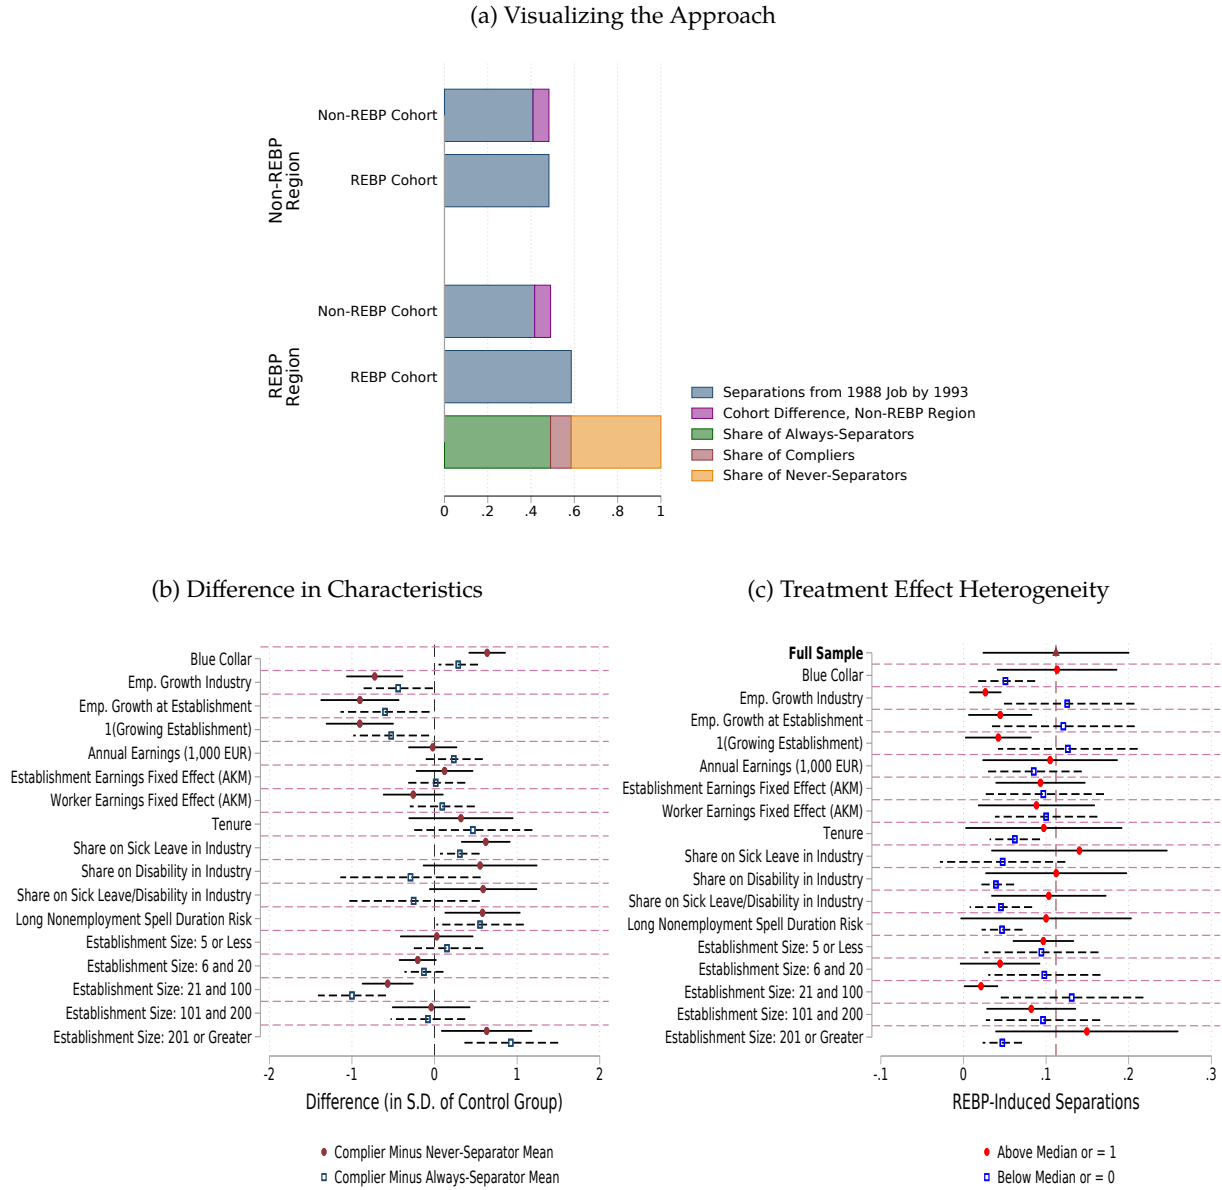 (a) Visualizing the Approach
Non-REBP Region
Non-REBP Cohort
REBP Cohort
REBP Region
Non-REBP Cohort
REBP Cohort
Separations from 1988 Job by 1993
Cohort Difference, Non-REBP Region
Share of Always-Separators
Share of Compliers
Share of Never-Separators
0 .2 .4 .6 .8 1
(b) Difference in Characteristics
Blue Collar
Emp. Growth Industry
Emp. Growth at Establishment
1(Growing Establishment)
Annual Earnings (1,000 EUR)
Establishment Earnings Fixed Effect (AKM)
Worker Earnings Fixed Effect (AKM)
Tenure
Share on Sick Leave in Industry
Share on Disability in Industry
Share on Sick Leave/Disability in Industry
Long Nonemployment Spell Duration Risk
Establishment Size: 5 or Less
Establishment Size: 6 and 20
Establishment Size: 21 and 100
Establishment Size: 101 and 200
Establishment Size: 201 or Greater
-2 -1 0 1 2
Difference (in S.D. of Control Group)
Complier Minus Never-Separator Mean
Complier Minus Always-Separator Mean
(c) Treatment Effect Heterogeneity
Full Sample
Blue Collar
Emp. Growth Industry
Emp. Growth at Establishment
1(Growing Establishment)
Annual Earnings (1,000 EUR)
Establishment Earnings Fixed Effect (AKM)
Worker Earnings Fixed Effect (AKM)
Tenure
Share on Sick Leave in Industry
Share on Disability in Industry
Share on Sick Leave/Disability in Industry
Long Nonemployment Spell Duration Risk
Establishment Size: 5 or Less
Establishment Size: 6 and 20
Establishment Size: 21 and 100
Establishment Size: 101 and 200
Establishment Size: 201 or Greater
-.1 0 .1 .2 .3
REBP-Induced Separations
Above Median or = 1
Below Median or = 0